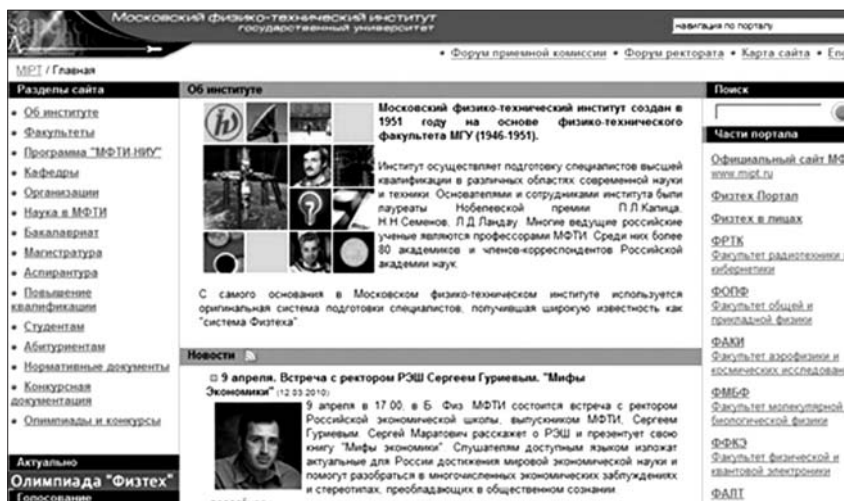 Московский физико-технический институт
государственный университет
навигация по порталу
• Форум приемной комиссии • Форум ректората • Карта сайта •
MIPT / Главная
Разделы сайта
• Об институте
• Факультеты
• Программа "МФТИ-НИУ"
• Кафедры
• Организации
• Наука в МФТИ
• Бакалавриат
• Магистратура
• Аспирантура
• Повышение
квалификации
• Студентам
• Абитуриентам
• Нормативные документы
• Конкурсная
документация
• Олимпиады и конкурсы
Актуально
Олимпиада "Физтех"
Голосование
Об институте
Московский физико-технический институт создан в
1951 году на основе физико-технического
факультета МГУ (1946-1951).
Институт осуществляет подготовку специалистов высшей
квалификации в различных областях современной науки
и техники. Основателями и сотрудниками института были
лауреаты Нобелевской премии П.Л.Капица,
Н.Н.Семенов, Л.Д.Ландау. Многие ведущие российские
ученые являются профессорами МФТИ. Среди них более
80 академиков и членов-корреспондентов Российской
академии наук.
С самого основания в Московском физико-техническом институте используется
оригинальная система подготовки специалистов, получившая широкую известность как
"система Физтеха"
Новости
9 апреля. Встреча с ректором РЭШ Сергеем Гуриевым. "Мифы
Экономики" (12.03.2010)
9 апреля в 17.00, в Б. Физ. МФТИ состоится встреча с ректором
Российской экономической школы, выпускником МФТИ, Сергеем
Гуриевым. Сергей Маратович расскажет о РЭШ и презентует свою
книгу "Мифы экономики". Слушателям доступным языком изложат
актуальные для России достижения мировой экономической науки и
помогут разобраться в многочисленных экономических заблуждениях
и стереотипах, преобладающих в общественном сознании.
Поиск
Части портала
Официальный сайт
www.mipt.ru
Физтех Портал
Физтех в лицах
ФРТК
Факультет радиотехники
кибернетики
ФОПФ
Факультет общей и
прикладной физики
ФАКИ
Факультет аэрофизики и
космических
ФМБФ
Факультет молекулярной
биологической физики
ФФКЭ
Факультет физической и
квантовой электроники
ФАЛТ